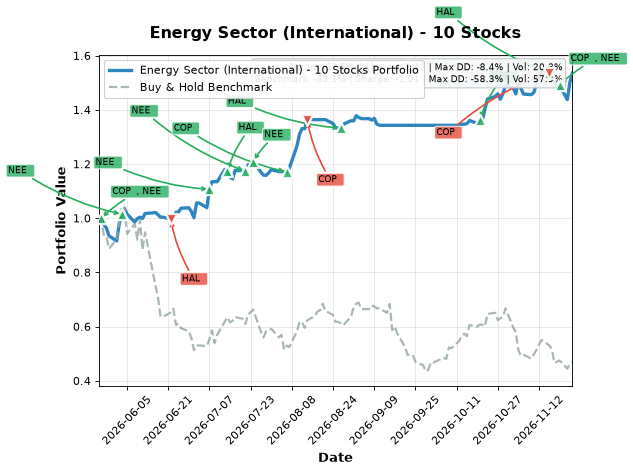 HAL
Energy Sector (International) - 10 Stocks
1.6
COP , NEE
Energy Sector (International) - 10 Stocks Portfolio
| Max DD: -8.4% | Vol: 20.
Buy & Hold Benchmark
Max DD: -58.3% | Vol: 57.
HAL
1.4
NEE
COP
HAL
NEE
COP
NEE
1.2
NEE
COP
COP , NEE
1.0
HAL
0.8
0.6
0.4
Portfolio Value
2026-06-05
2026-06-21
2026-07-07
2026-07-23
2026-08-08
2026-08-24
2026-09-09
2026-09-25
2026-10-11
2026-10-27
2026-11-12
Date